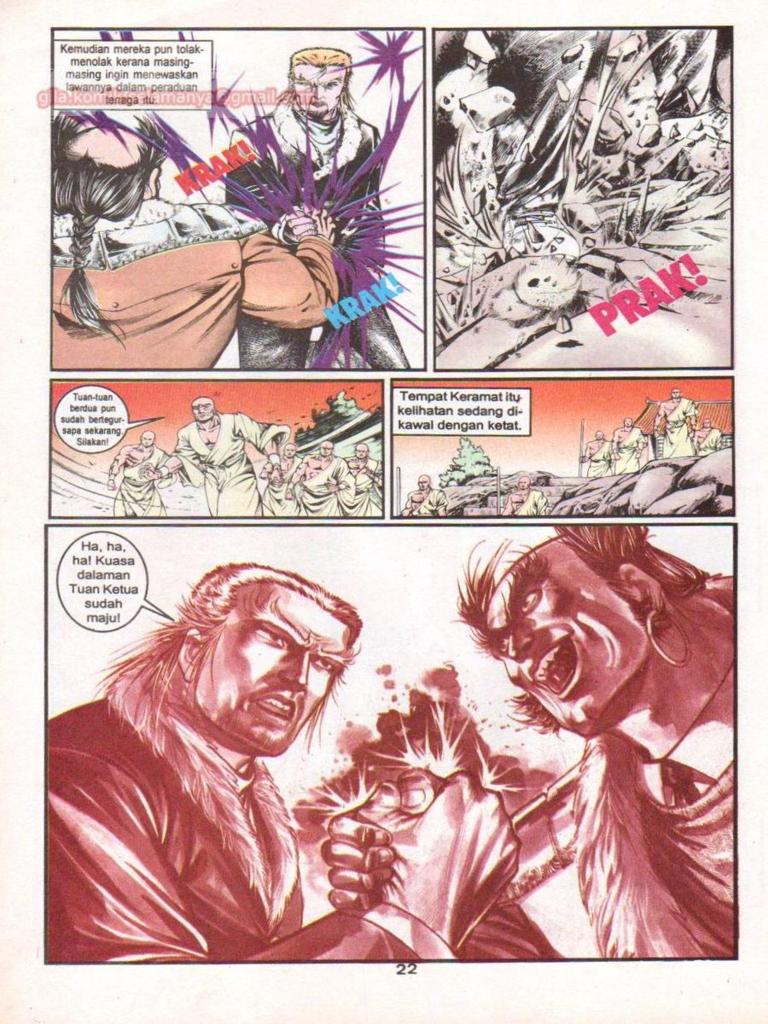 Kemudian mereka pun tolak-
menolak kerana masing-
masing ingin menewaskan
lawannya dalam peraduan
tenaga itu.
KRAK!
KRAK!
PRAK!
Tuan-tuan
berdua pun
sudah bertegur-
sapa sekarang.
Silakan!
Tempat Keramat itu
kelihatan sedang di-
kawal dengan ketat.
Ha, ha,
ha! Kuasa
dalaman
Tuan Ketua
sudah
maju!
22